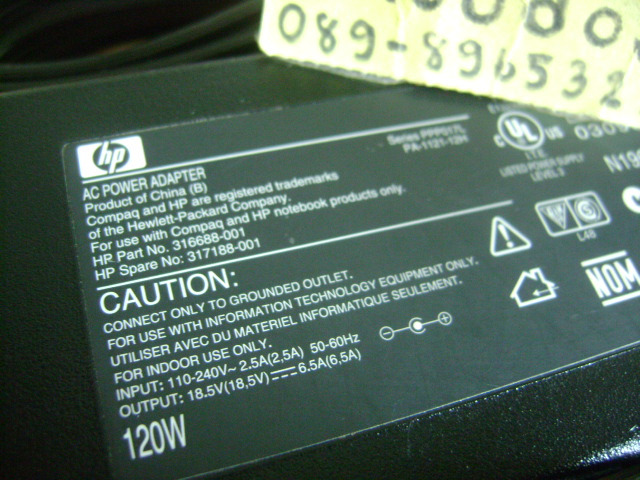 089-896532
hp
Series PPP017L
PA-1121-12H
AC POWER ADAPTER
Product of China (B)
Compaq and HP are registered trademarks
of the Hewlett-Packard Company.
For use with Compaq and HP notebook products only.
HP Part No. 316688-001
HP Spare No: 317188-001
C UL US
I.T.E.
LISTED POWER SUPPLY
LEVEL 3
L48
NOM
CAUTION:
CONNECT ONLY TO GROUNDED OUTLET.
FOR USE WITH INFORMATION TECHNOLOGY EQUIPMENT ONLY.
UTILISER AVEC DU MATERIEL INFORMATIQUE SEULEMENT.
FOR INDOOR USE ONLY.
INPUT: 110-240V~ 2.5A(2,5A) 50-60Hz
OUTPUT: 18.5V(18,5V) 6.5A(6,5A)
120W